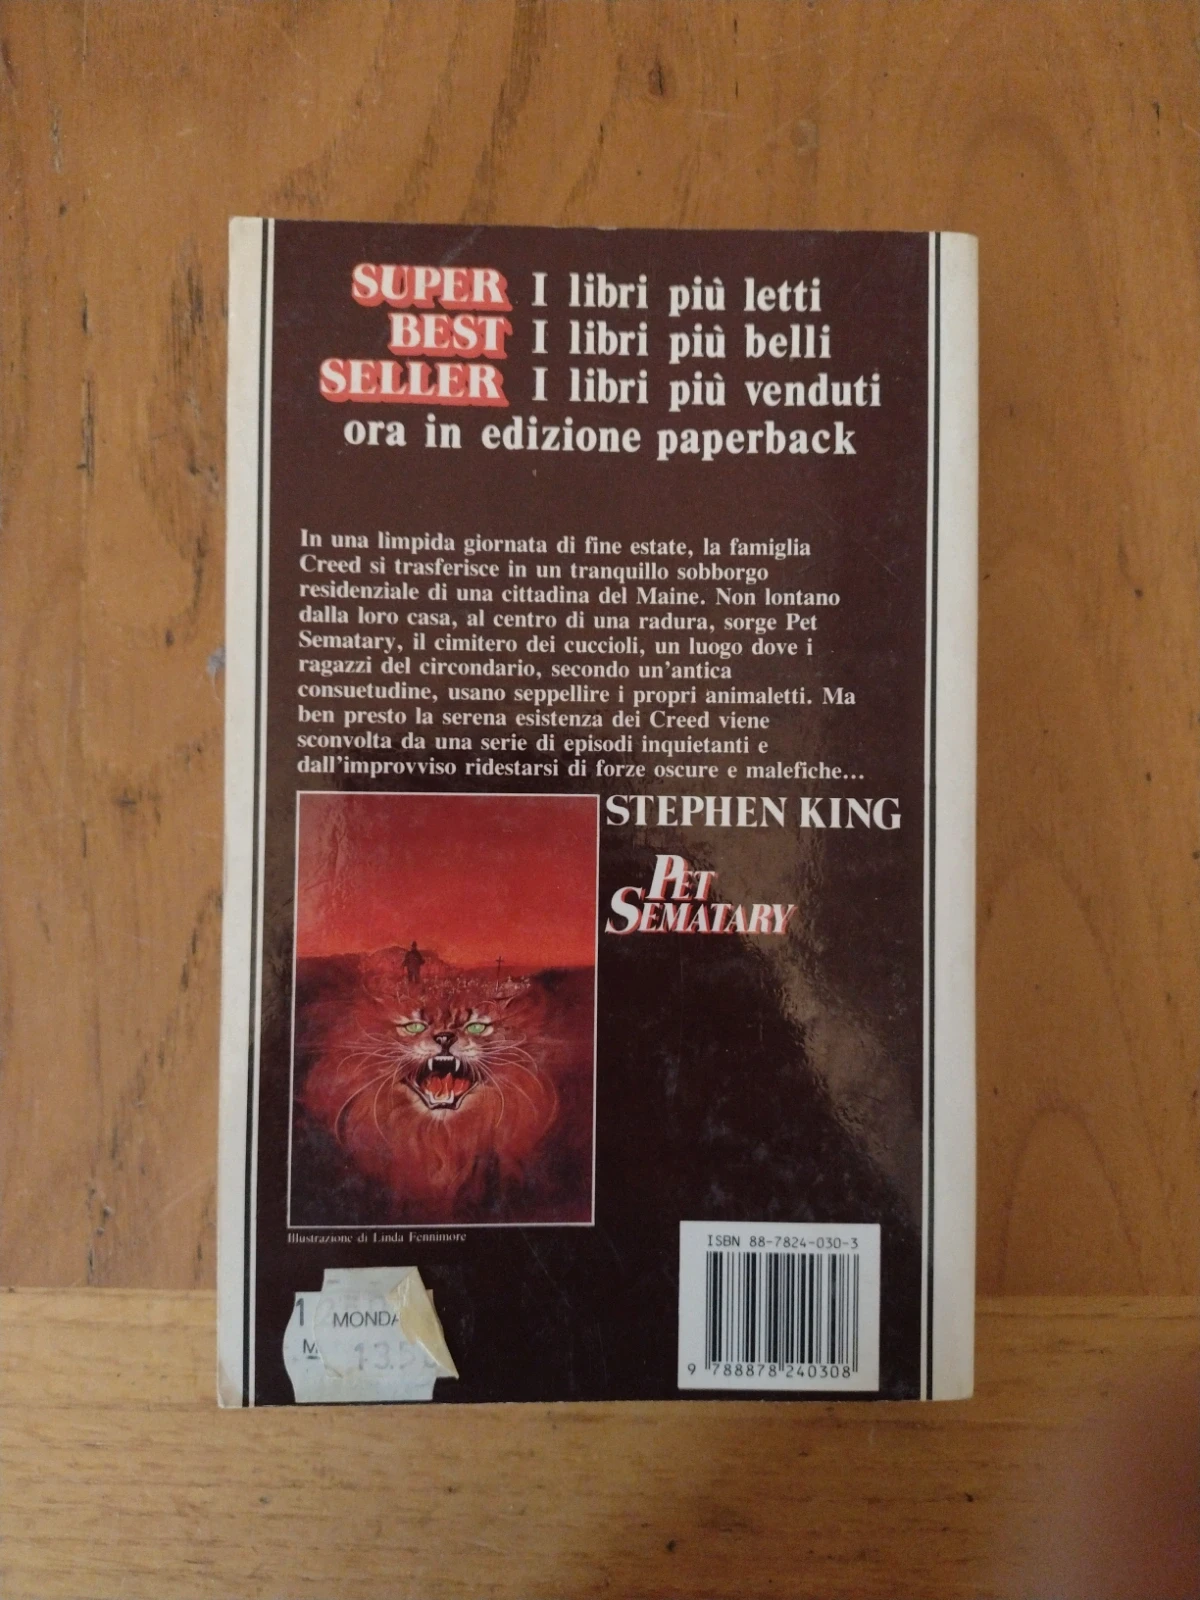 SUPER I libri più letti
BEST I libri più belli
SELLER I libri più venduti
ora in edizione paperback
In una limpida giornata di fine estate, la famiglia
Creed si trasferisce in un tranquillo sobborgo
residenziale di una cittadina del Maine. Non lontano
dalla loro casa, al centro di una radura, sorge Pet
Sematary, il cimitero dei cuccioli, un luogo dove i
ragazzi del circondario, secondo un'antica
consuetudine, usano seppellire i propri animaletti. Ma
ben presto la serena esistenza dei Creed viene
sconvolta da una serie di episodi inquietanti e
dall'improvviso ridestarsi di forze oscure e malefiche...
STEPHEN KING
PET
SEMATARY
Illustrazione di Linda Fennimore
ISBN 88-7824-030-3
9 788878 240308
MONDA